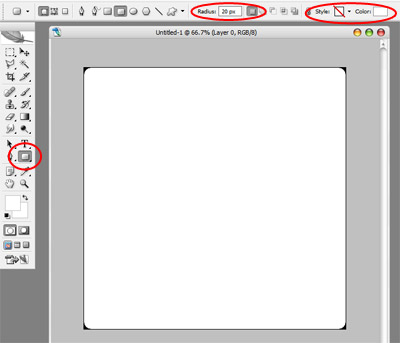 Radius: 20 px Style: Color:
Untitled-1 @ 66.7% (Layer 0, RGB/8)
T